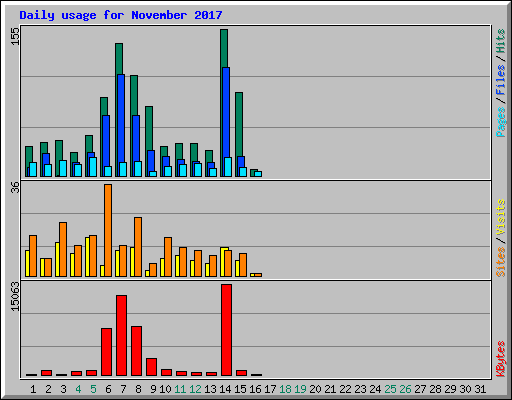 Daily usage for November 2017
155
Pages / Files / Hits
36
Sites / Visits
15063
KBytes
1 2 3 4 5 6 7 8 9 10 11 12 13 14 15 16 17 18 19 20 21 22 23 24 25 26 27 28 29 30 31